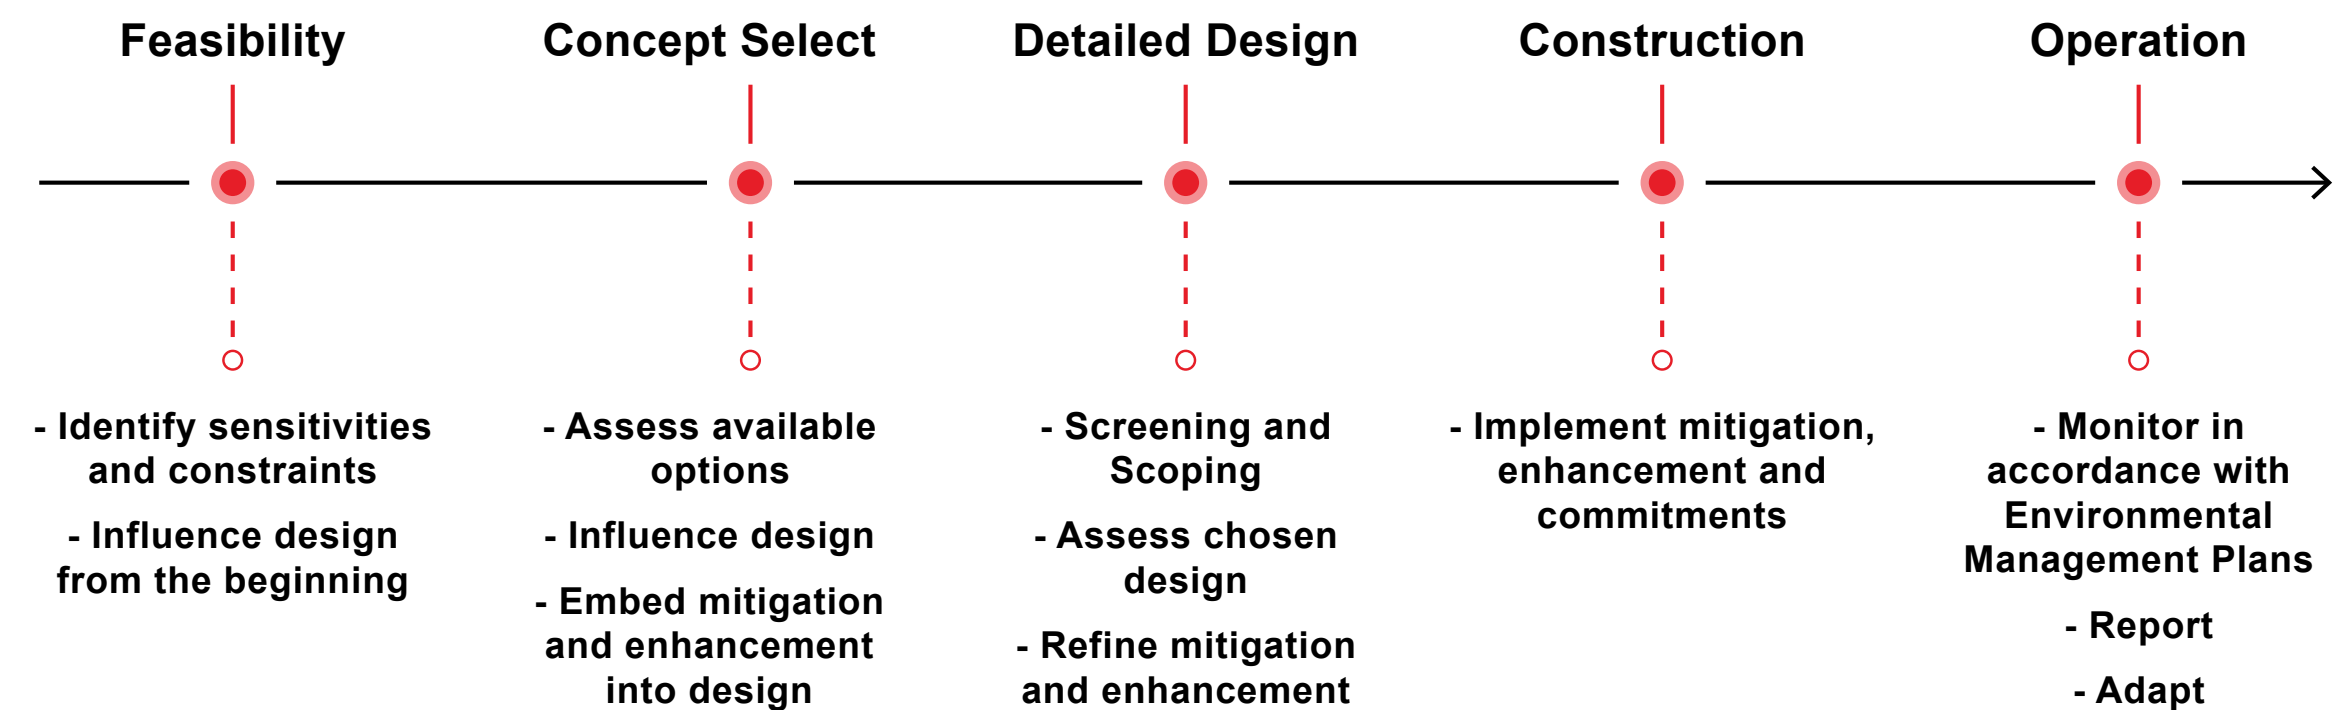 Feasibility
- Identify sensitivities
and constraints
- Influence design
from the beginning
Concept Select
- Assess available
options
- Influence design
- Embed mitigation
and enhancement
into design
Detailed Design
- Screening and
Scoping
- Assess chosen
design
- Refine mitigation
and enhancement
Construction
- Implement mitigation,
enhancement and
commitments
Operation
- Monitor in
accordance with
Environmental
Management Plans
- Report
- Adapt